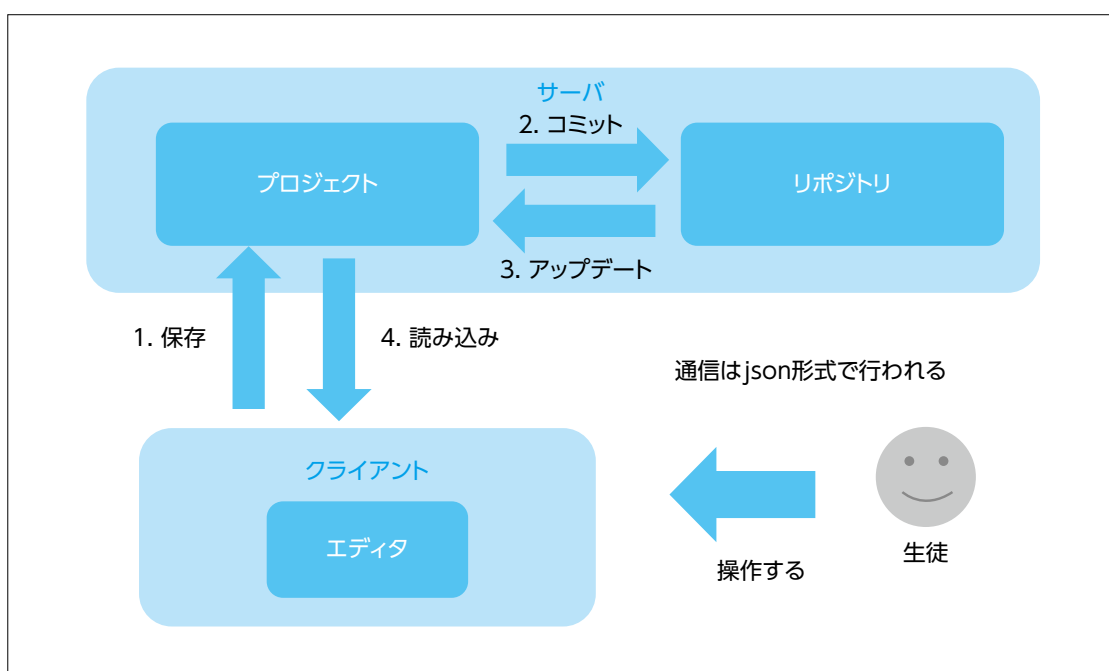 サーバ
2. コミット
プロジェクト
リポジトリ
3. アップデート
1. 保存
4. 読み込み
通信はjson形式で行われる
クライアント
エディタ
操作する
生徒